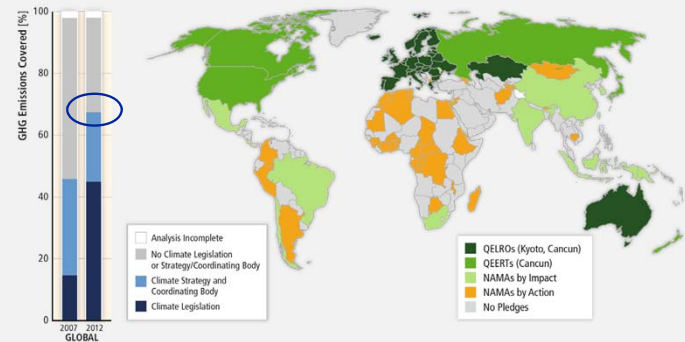 GHG Emissions Covered [%]
100
80
60
40
20
0
2007 2012
GLOBAL
Analysis Incomplete
No Climate Legislation
or Strategy/Coordinating Body
Climate Strategy and
Coordinating Body
Climate Legislation
QELROs (Kyoto, Cancun)
QEERTs (Cancun)
NAMAs by Impact
NAMAs by Action
No Pledges